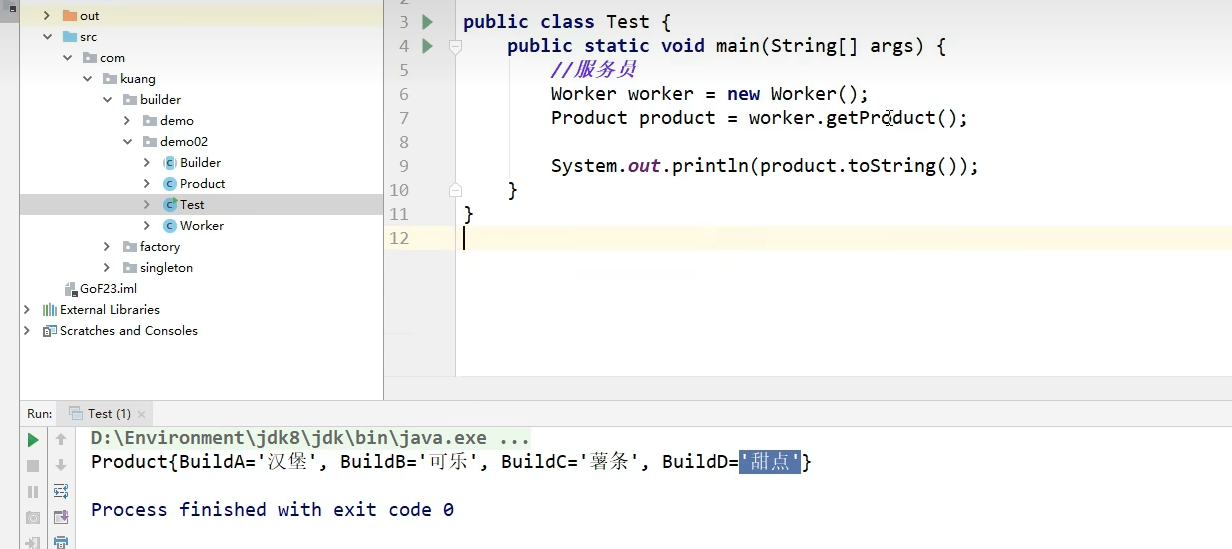 out
src
com
kuang
builder
demo
demo02
Builder
Product
Test
Worker
factory
singleton
GoF23.iml
External Libraries
Scratches and Consoles
3 public class Test {
4 public static void main(String[] args) {
5 //服务员
6 Worker worker = new Worker();
7 Product product = worker.getProduct();
8
9 System.out.println(product.toString());
10 }
11 }
12
Run: Test (1)
D:\Environment\jdk8\jdk\bin\java.exe ...
Product{BuildA='汉堡', BuildB='可乐', BuildC='薯条', BuildD='甜点'}
Process finished with exit code 0